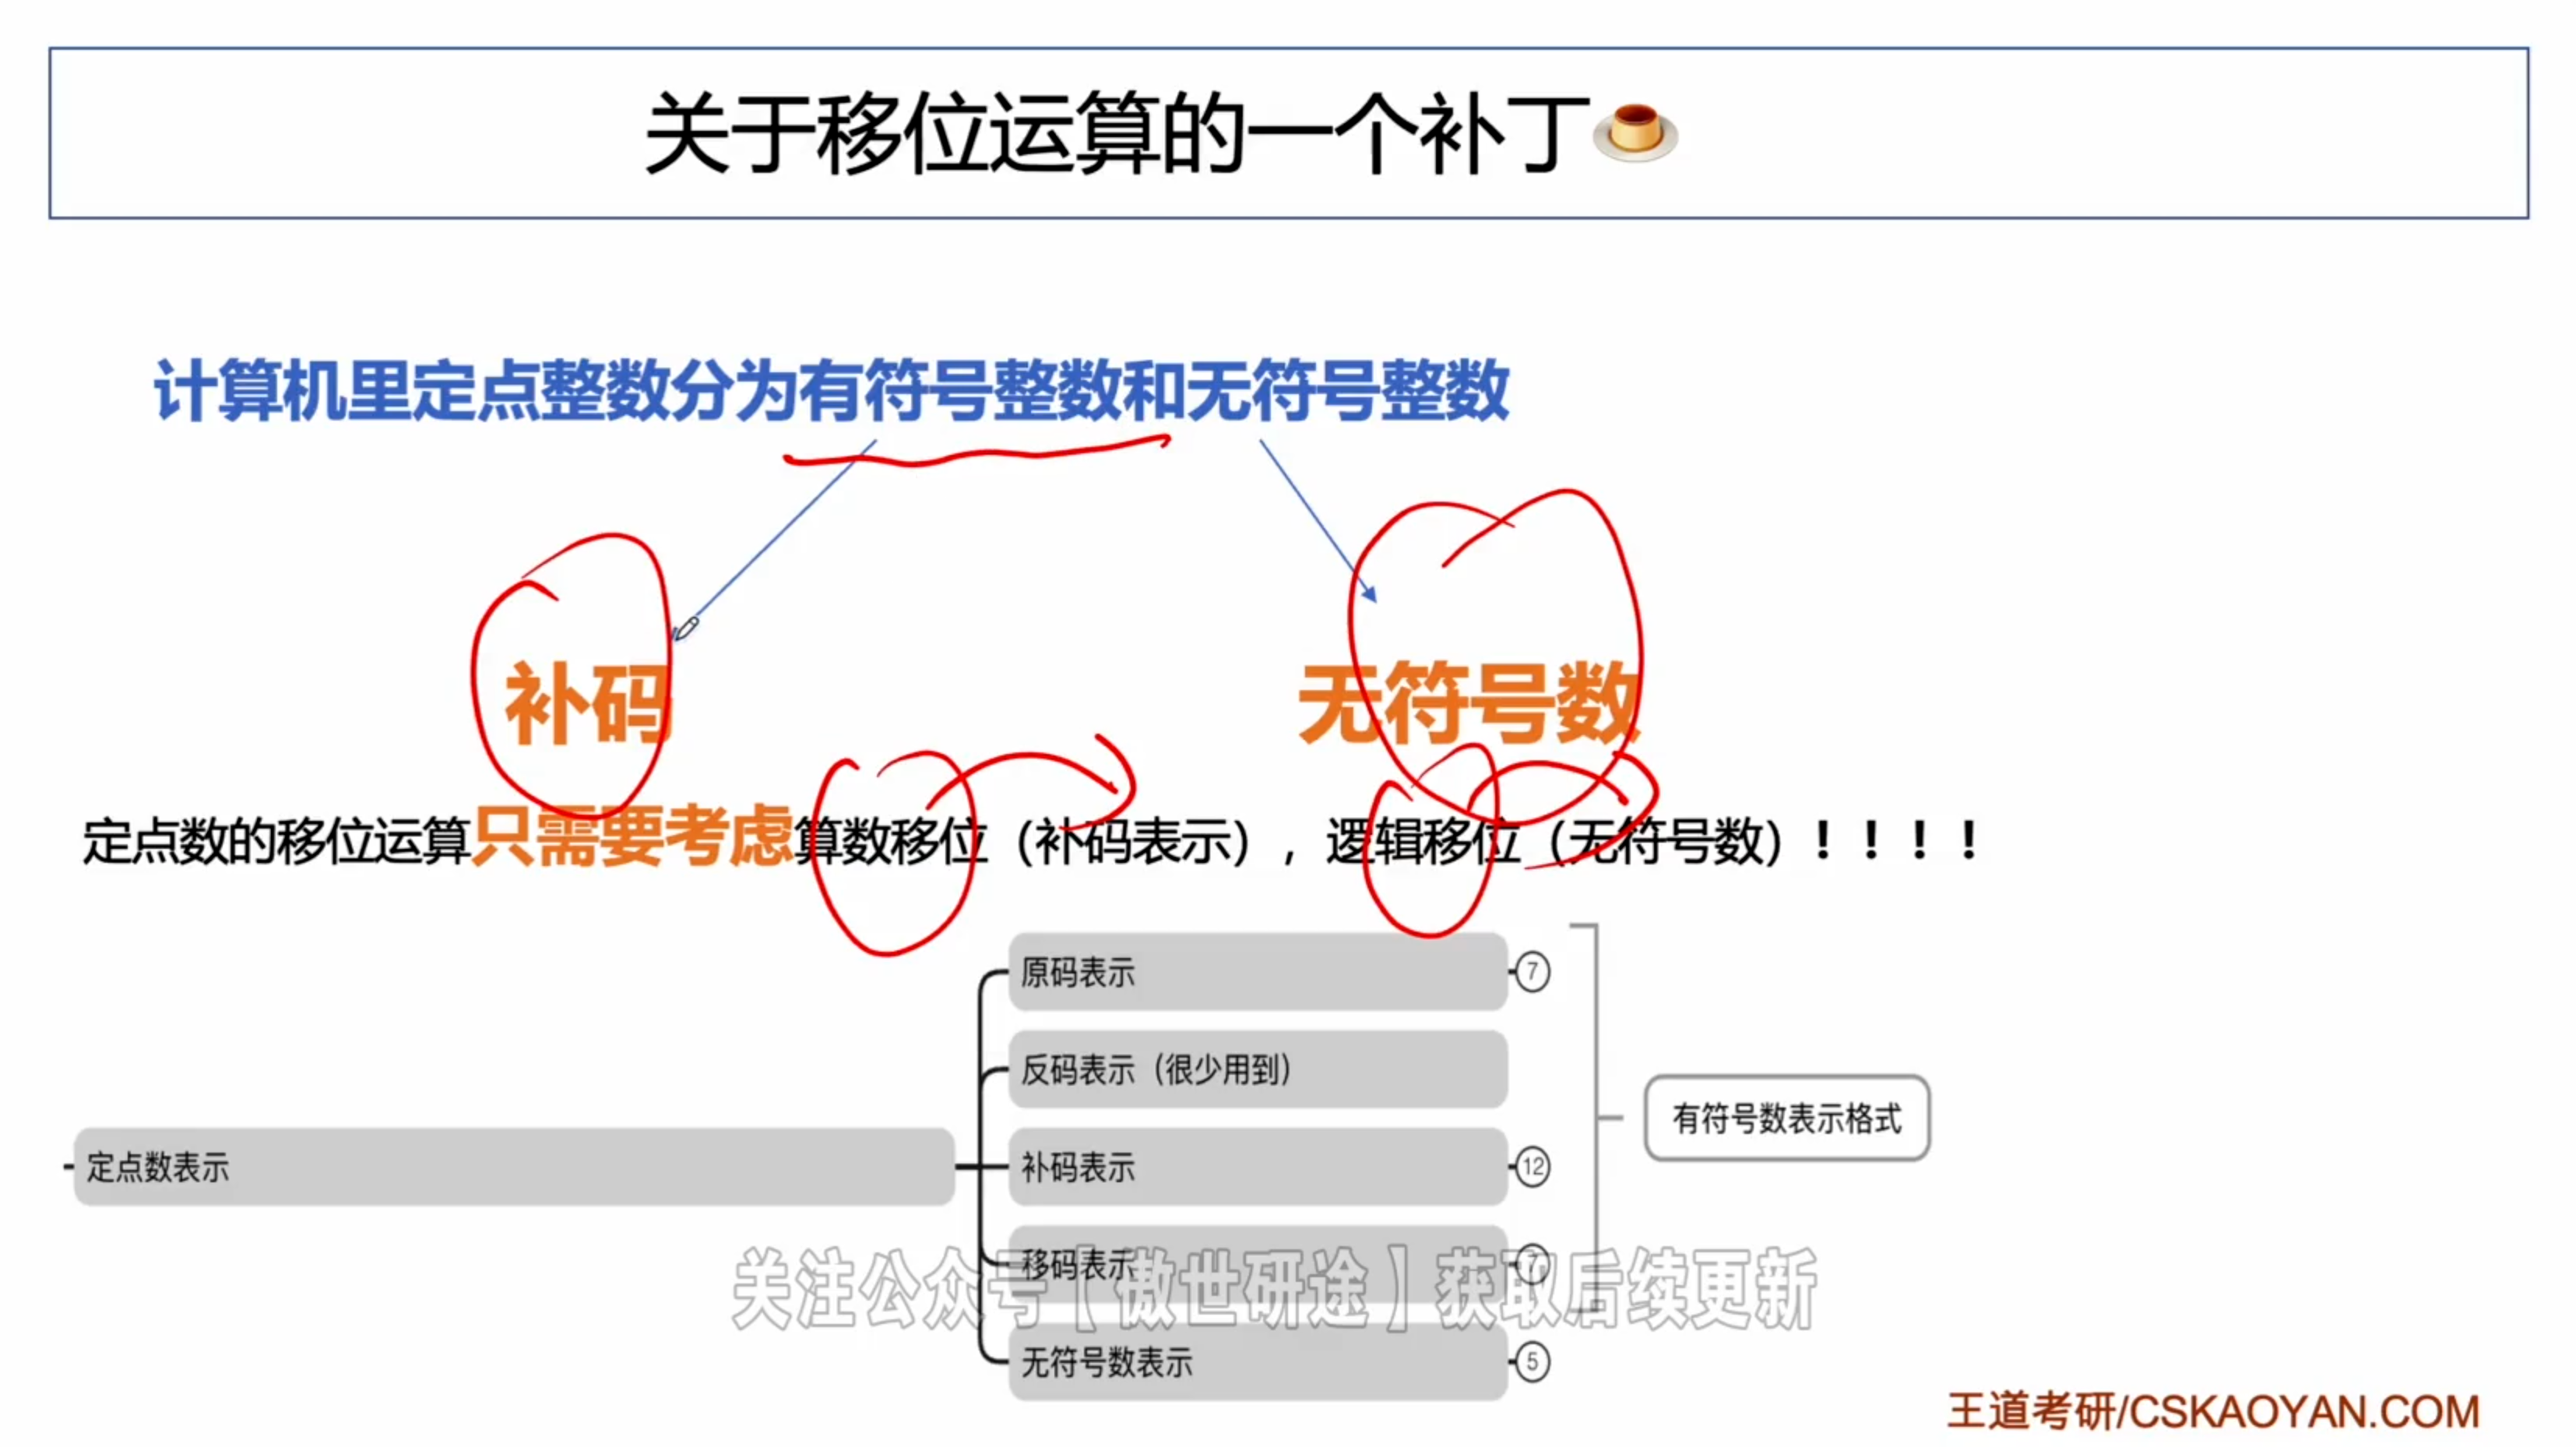 关于移位运算的一个补丁
计算机里定点整数分为有符号整数和无符号整数
补码
无符号数
定点数的移位运算只需要考虑算数移位（补码表示），逻辑移位（无符号数）！！！！
原码表示
7
反码表示（很少用到）
有符号数表示格式
定点数表示
补码表示
12
移码表示
7
关注公众号【傲世研途】获取后续更新
无符号数表示
5
王道考研/CSKAOYAN.COM